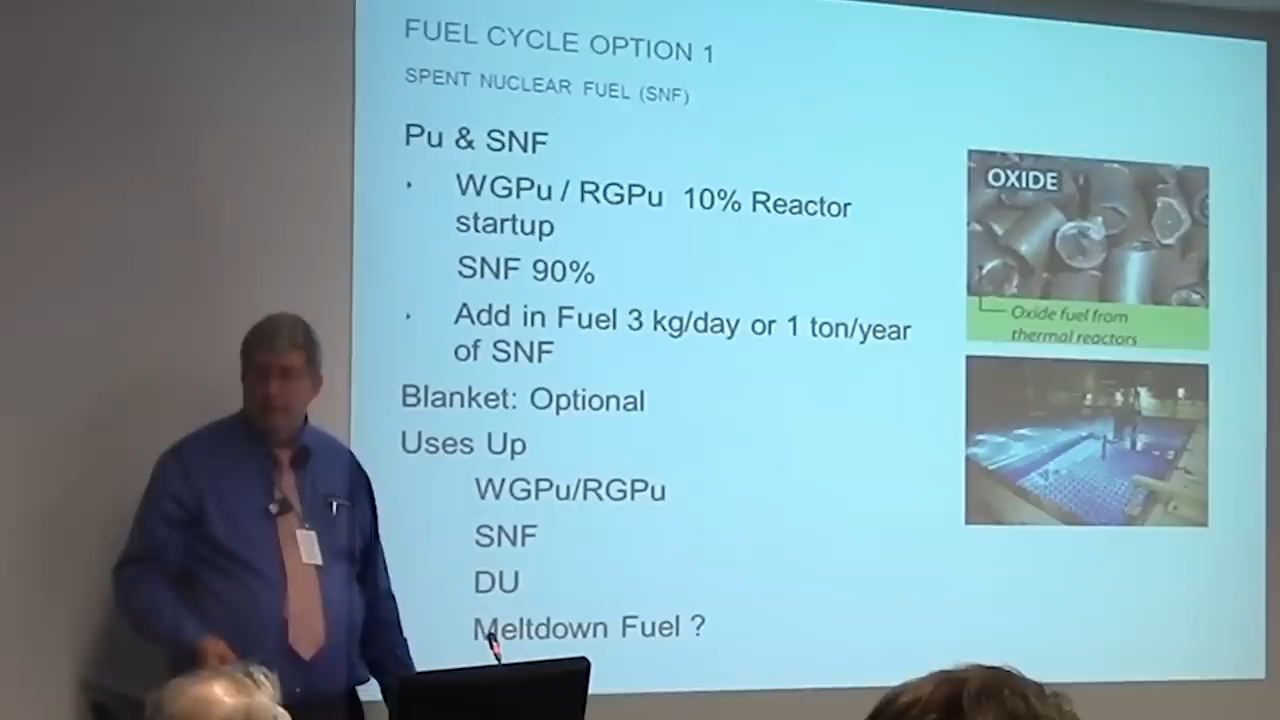 FUEL CYCLE OPTION 1
SPENT NUCLEAR FUEL (SNF)
Pu & SNF
WGPu / RGPu 10% Reactor
startup
SNF 90%
Add in Fuel 3 kg/day or 1 ton/year
of SNF
Blanket: Optional
Uses Up
WGPu/RGPu
SNF
DU
Meltdown Fuel ?
OXIDE
Oxide fuel from
thermal reactors